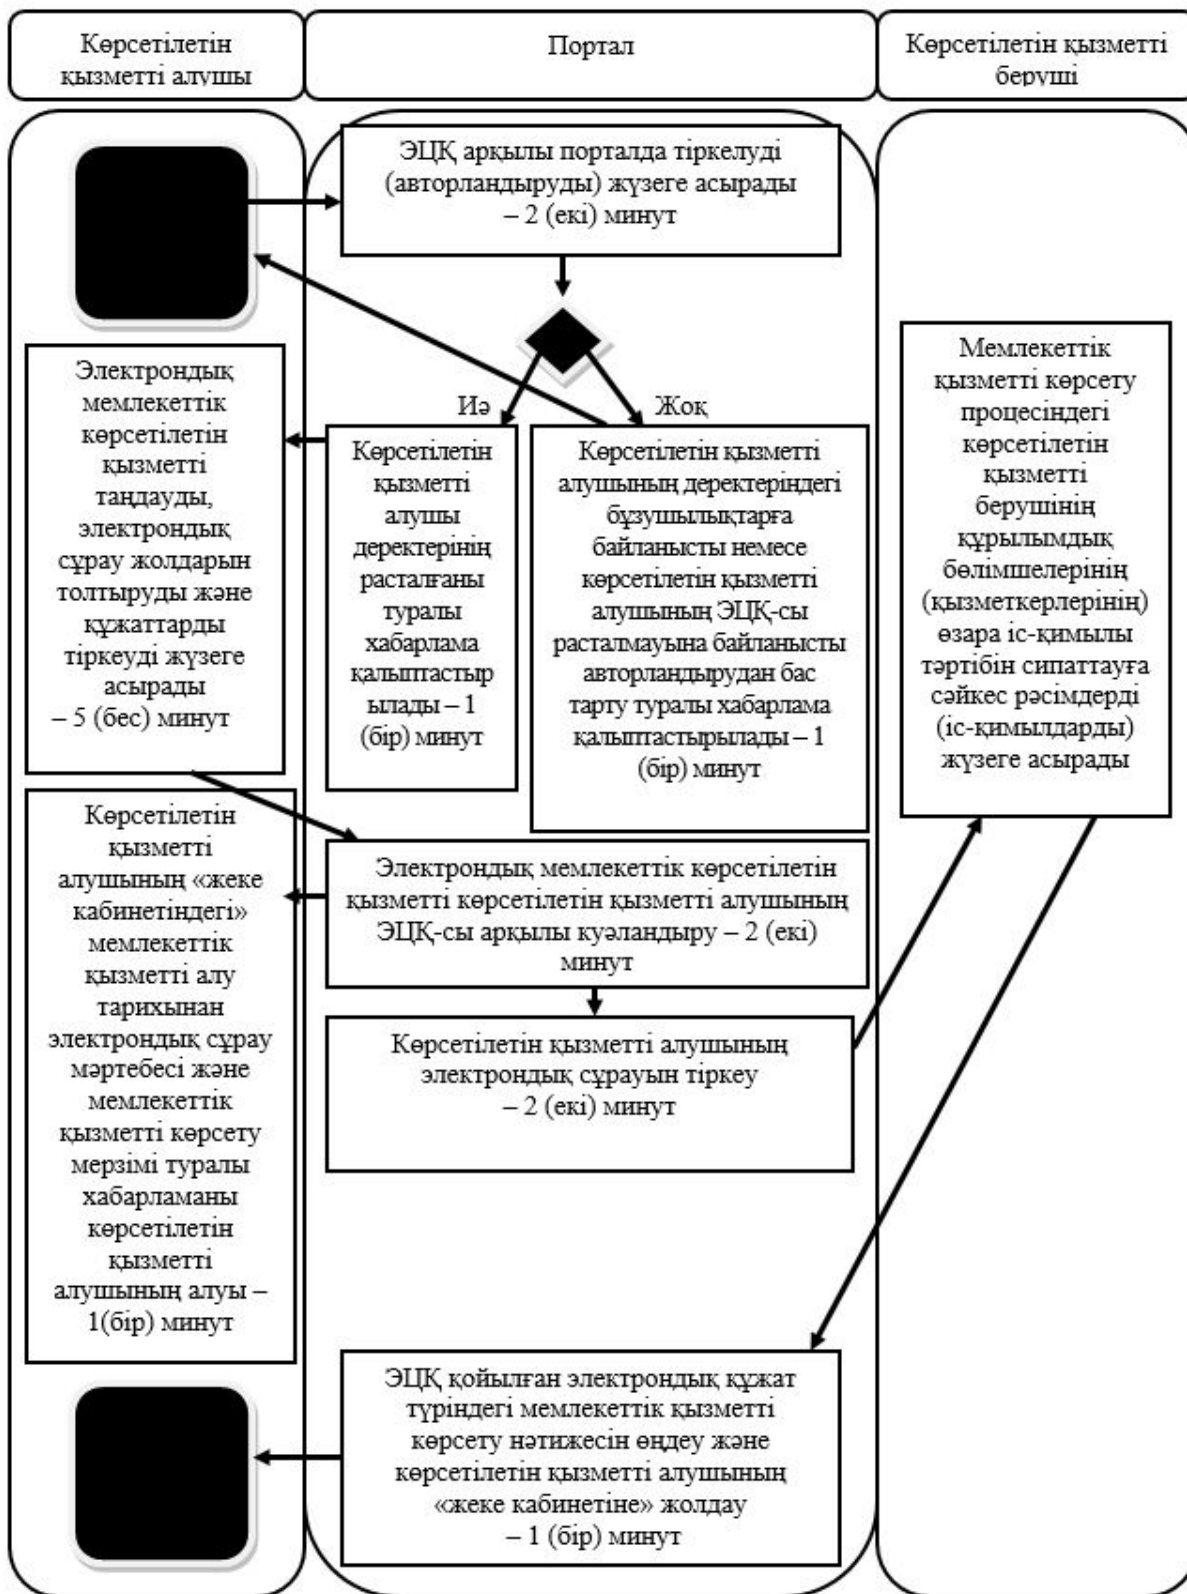 Көрсетілетін
қызметті алушы
Портал
Көрсетілетін қызметті
беруші
ЭЦҚ арқылы порталда тіркелуді
(авторландыруды) жүзеге асырады
– 2 (екі) минут
Иә
Жоқ
Электрондық
мемлекеттік
көрсетілетін
қызметті
таңдауды,
электрондық
сұрау жолдарын
толтыруды және
құжаттарды
тіркеуді жүзеге
асырады
– 5 (бес) минут
Көрсетілетін
қызметті
алушы
деректерінің
расталғаны
туралы
хабарлама
қалыптастыр
ылады – 1
(бір) минут
Көрсетілетін қызметті
алушының деректеріндегі
бұзушылықтарға
байланысты немесе
көрсетілетін қызметті
алушының ЭЦҚ-сы
расталмауына байланысты
авторландырудан бас
тарту туралы хабарлама
қалыптастырылады – 1
(бір) минут
Мемлекеттік
қызметті көрсету
процесіндегі
көрсетілетін
қызметті
берушінің
құрылымдық
бөлімшелерінің
(қызметкерлерінің)
өзара іс-қимылы
тәртібін сипаттауға
сәйкес рәсімдерді
(іс-қимылдарды)
жүзеге асырады
Көрсетілетін
қызметті
алушының «жеке
кабинетіндегі»
мемлекеттік
қызметті алу
тарихынан
электрондық сұрау
мәртебесі және
мемлекеттік
қызметті көрсету
мерзімі туралы
хабарламаны
көрсетілетін
қызметті
алушының алуы –
1(бір) минут
Электрондық мемлекеттік көрсетілетін
қызметті көрсетілетін қызметті алушының
ЭЦҚ-сы арқылы куәландыру – 2 (екі)
минут
Көрсетілетін қызметті алушының
электрондық сұрауын тіркеу
– 2 (екі) минут
ЭЦҚ қойылған электрондық құжат
түріндегі мемлекеттік қызметті
көрсету нәтижесін өңдеу және
көрсетілетін қызметті алушының
«жеке кабинетіне» жолдау
– 1 (бір) минут